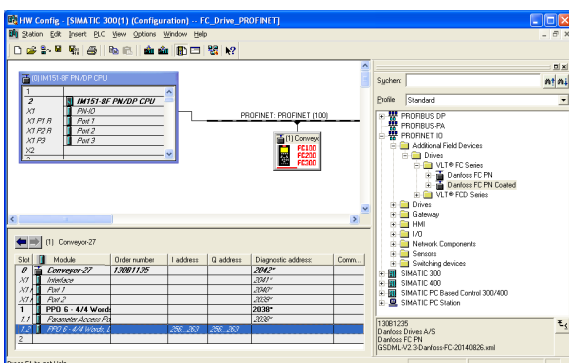 HW Config - [SIMATIC 300(1) (Configuration) -- FC_Drive_PROFINET]
Station Edit Insert PLC View Options Window Help
(0) IM151-8F PN/DP CPU
1
2 IM151-8F PN/DP CPU
X1 PN-IO
X1 P1 R Port 1
X1 P2 R Port 2
X1 P3 Port 3
X2
PROFINET: PROFINET (100)
(1) Convey
FC100
FC200
FC300
Suchen:
Profile Standard
PROFIBUS DP
PROFIBUS-PA
PROFINET IO
Additional Field Devices
Drives
VLT® FC Series
Danfoss FC PN
Danfoss FC PN Coated
VLT® FCD Series
Drives
Gateway
HMI
I/O
Network Components
Sensors
Switching devices
SIMATIC 300
SIMATIC 400
SIMATIC PC Based Control 300/400
SIMATIC PC Station
130B1235
Danfoss Drives A/S
Danfoss FC PN
GSDML-V2.3-Danfoss-FC-20140826.xml
(1) Conveyor-27
Slot Module Order number I address Q address Diagnostic address: Comm...
0 Conveyor-27 130B1135 2042*
X1 Interface 2041*
X1 Port 1 2040*
X1 Port 2 2039*
1 PPO 6 - 4/4 Words 2038*
1.1 Parameter Access Po 2038*
1.2 PPO 6 - 4/4 Words, D 256...263 256...263
2
Press F1 to get Help.